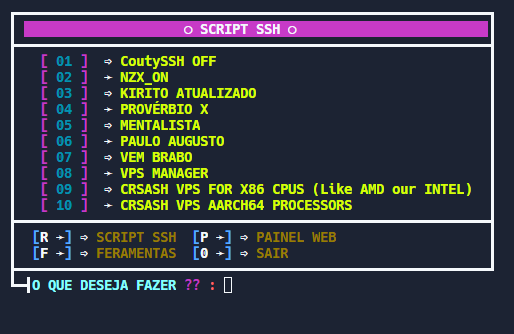 ○ SCRIPT SSH ○
[ 01 ] ⇒ CoutySSH OFF
[ 02 ] ➛ NZX_ON
[ 03 ] ⇒ KIRITO ATUALIZADO
[ 04 ] ➛ PROVÉRBIO X
[ 05 ] ⇒ MENTALISTA
[ 06 ] ➛ PAULO AUGUSTO
[ 07 ] ⇒ VEM BRABO
[ 08 ] ➛ VPS MANAGER
[ 09 ] ⇒ CRSASH VPS FOR X86 CPUS (Like AMD our INTEL)
[ 10 ] ➛ CRSASH VPS AARCH64 PROCESSORS
[R ➛] ⇒ SCRIPT SSH [P ➛] ⇒ PAINEL WEB
[F ➛] ⇒ FERAMENTAS [0 ➛] ⇒ SAIR
O QUE DESEJA FAZER ?? :